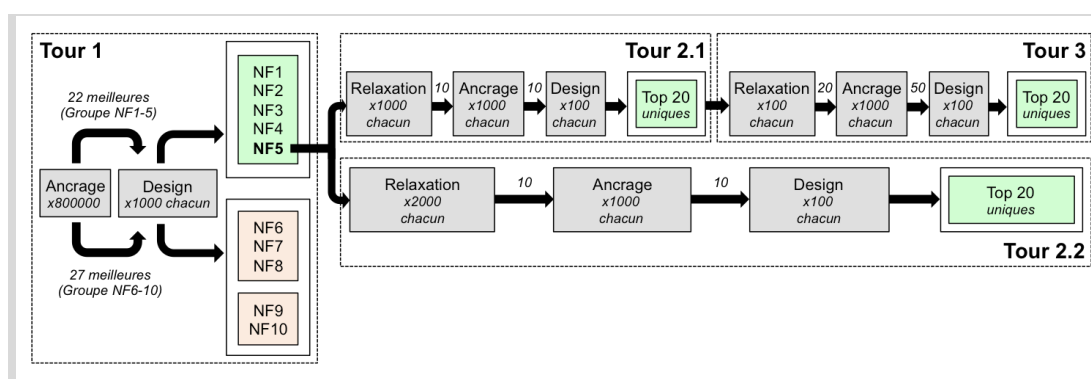 Tour 1
22 meilleures
(Groupe NF1-5)
Ancrage
x800000
Design
x1000 chacun
27 meilleures
(Groupe NF6-10)
NF1
NF2
NF3
NF4
NF5
NF6
NF7
NF8
NF9
NF10
Tour 2.1
Relaxation
x1000
chacun
10
Ancrage
x1000
chacun
10
Design
x100
chacun
Top 20
uniques
Tour 3
Relaxation
x100
chacun
20
Ancrage
x1000
chacun
50
Design
x100
chacun
Top 20
uniques
Relaxation
x2000
chacun
10
Ancrage
x1000
chacun
10
Design
x100
chacun
Top 20
uniques
Tour 2.2